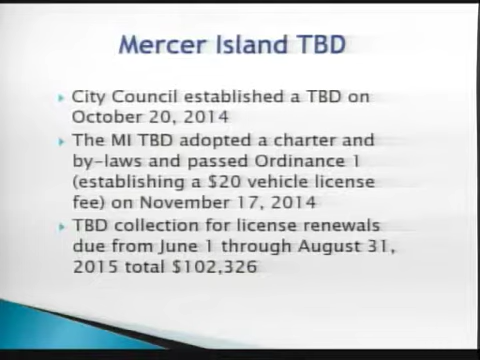 Mercer Island TBD
City Council established a TBD on
October 20, 2014
The MI TBD adopted a charter and
by-laws and passed Ordinance 1
(establishing a $20 vehicle license
fee) on November 17, 2014
TBD collection for license renewals
due from June 1 through August 31,
2015 total $102,326